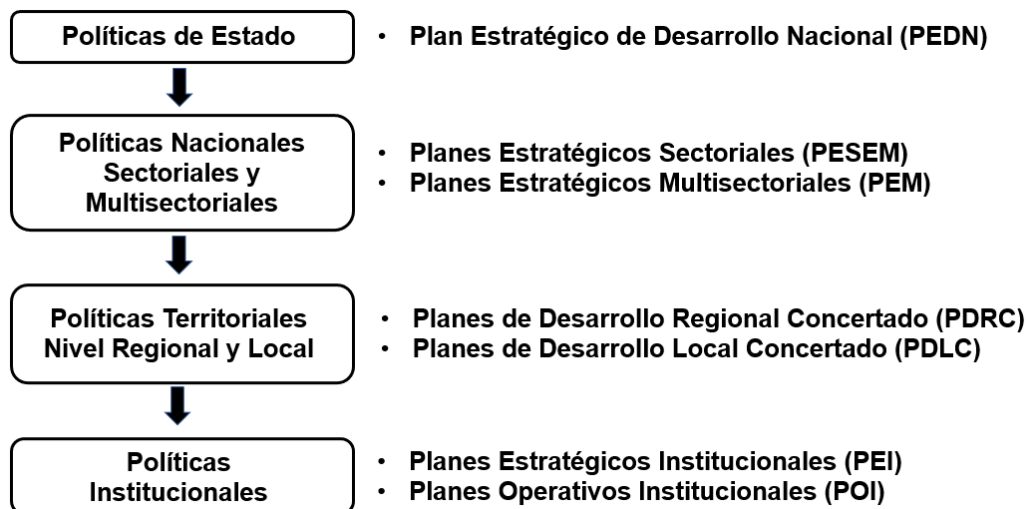 Políticas de Estado
• Plan Estratégico de Desarrollo Nacional (PEDN)
Políticas Nacionales
Sectoriales y
Multisectoriales
• Planes Estratégicos Sectoriales (PESEM)
• Planes Estratégicos Multisectoriales (PEM)
Políticas Territoriales
Nivel Regional y Local
• Planes de Desarrollo Regional Concertado (PDRC)
• Planes de Desarrollo Local Concertado (PDLC)
Políticas
Institucionales
• Planes Estratégicos Institucionales (PEI)
• Planes Operativos Institucionales (POI)